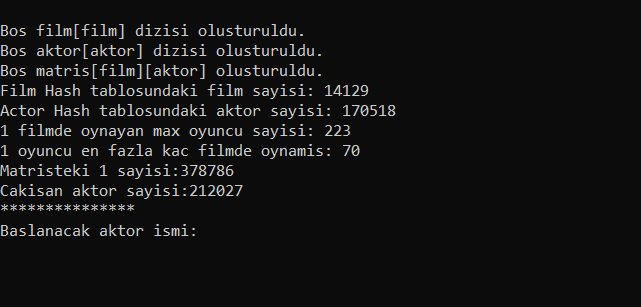 Bos film[film] dizisi olusturuldu.
Bos aktor[aktor] dizisi olusturuldu.
Bos matris[film][aktor] olusturuldu.
Film Hash tablosundaki film sayisi: 14129
Actor Hash tablosundaki aktor sayisi: 170518
1 filmde oynayan max oyuncu sayisi: 223
1 oyuncu en fazla kac filmde oynamis: 70
Matristeki 1 sayisi:378786
Cakisan aktor sayisi:212027
***************
Baslanacak aktor ismi: